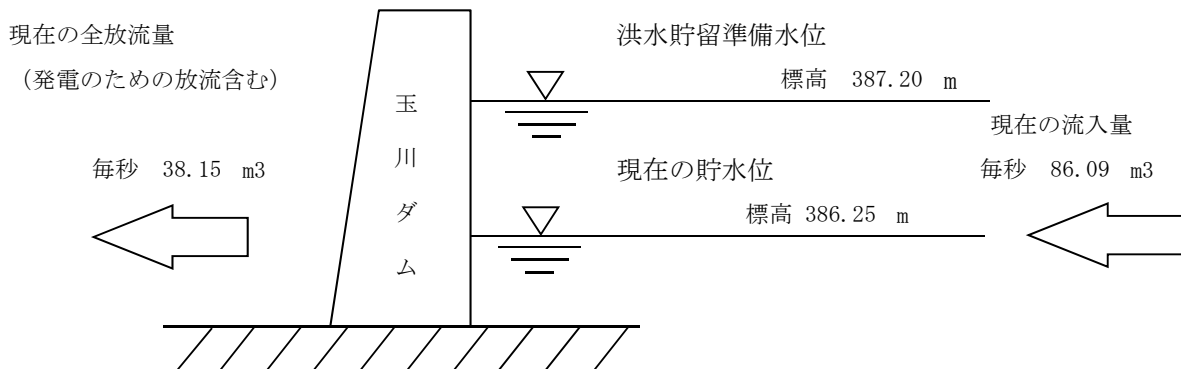 現在の全放流量
（発電のための放流含む）
毎秒 38.15 m3
玉川ダム
洪水貯留準備水位
標高 387.20 m
現在の貯水位
標高 386.25 m
現在の流入量
毎秒 86.09 m3